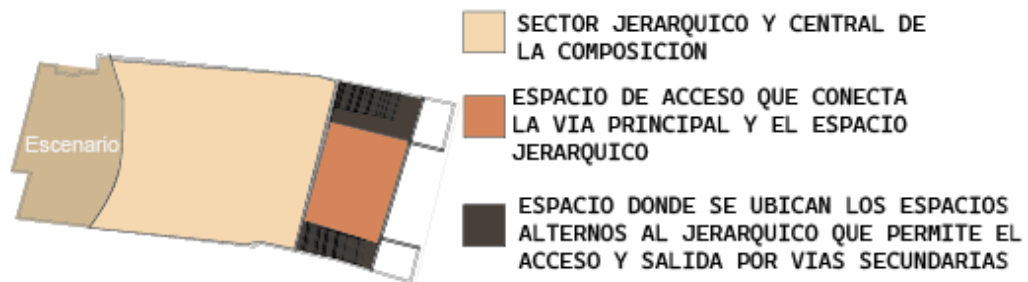 Escenario
SECTOR JERARQUICO Y CENTRAL DE
LA COMPOSICION
ESPACIO DE ACCESO QUE CONECTA
LA VIA PRINCIPAL Y EL ESPACIO
JERARQUICO
ESPACIO DONDE SE UBICAN LOS ESPACIOS
ALTERNOS AL JERARQUICO QUE PERMITE EL
ACCESO Y SALIDA POR VIAS SECUNDARIAS